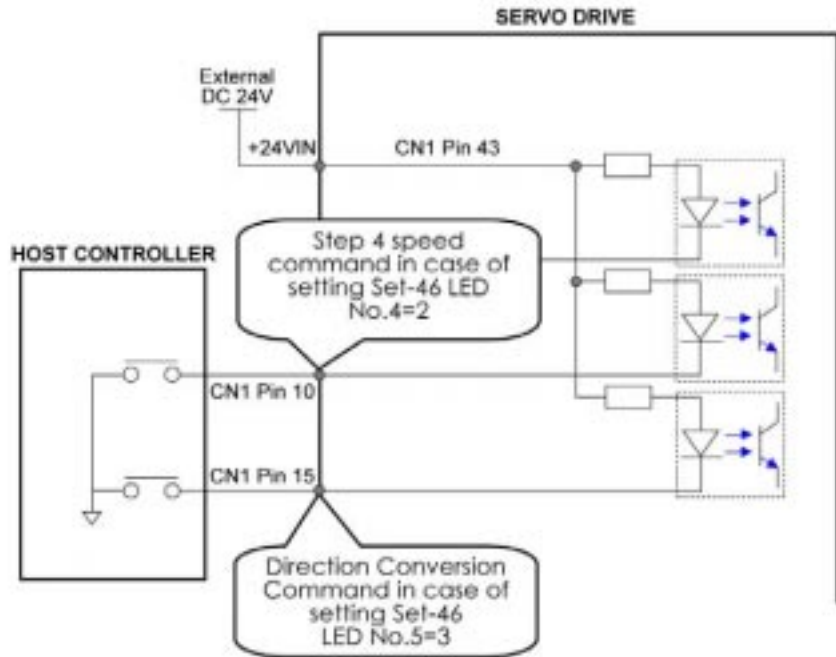 SERVO DRIVE
External
DC 24V
+24VIN
CN1 Pin 43
HOST CONTROLLER
Step 4 speed
command in case of
setting Set-46 LED
No.4=2
CN1 Pin 10
CN1 Pin 15
Direction Conversion
Command in case of
setting Set-46
LED No.5=3